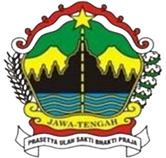 JAWA-TENGAH
PRASETYA ULAH SAKTI BHAKTI PRAJA